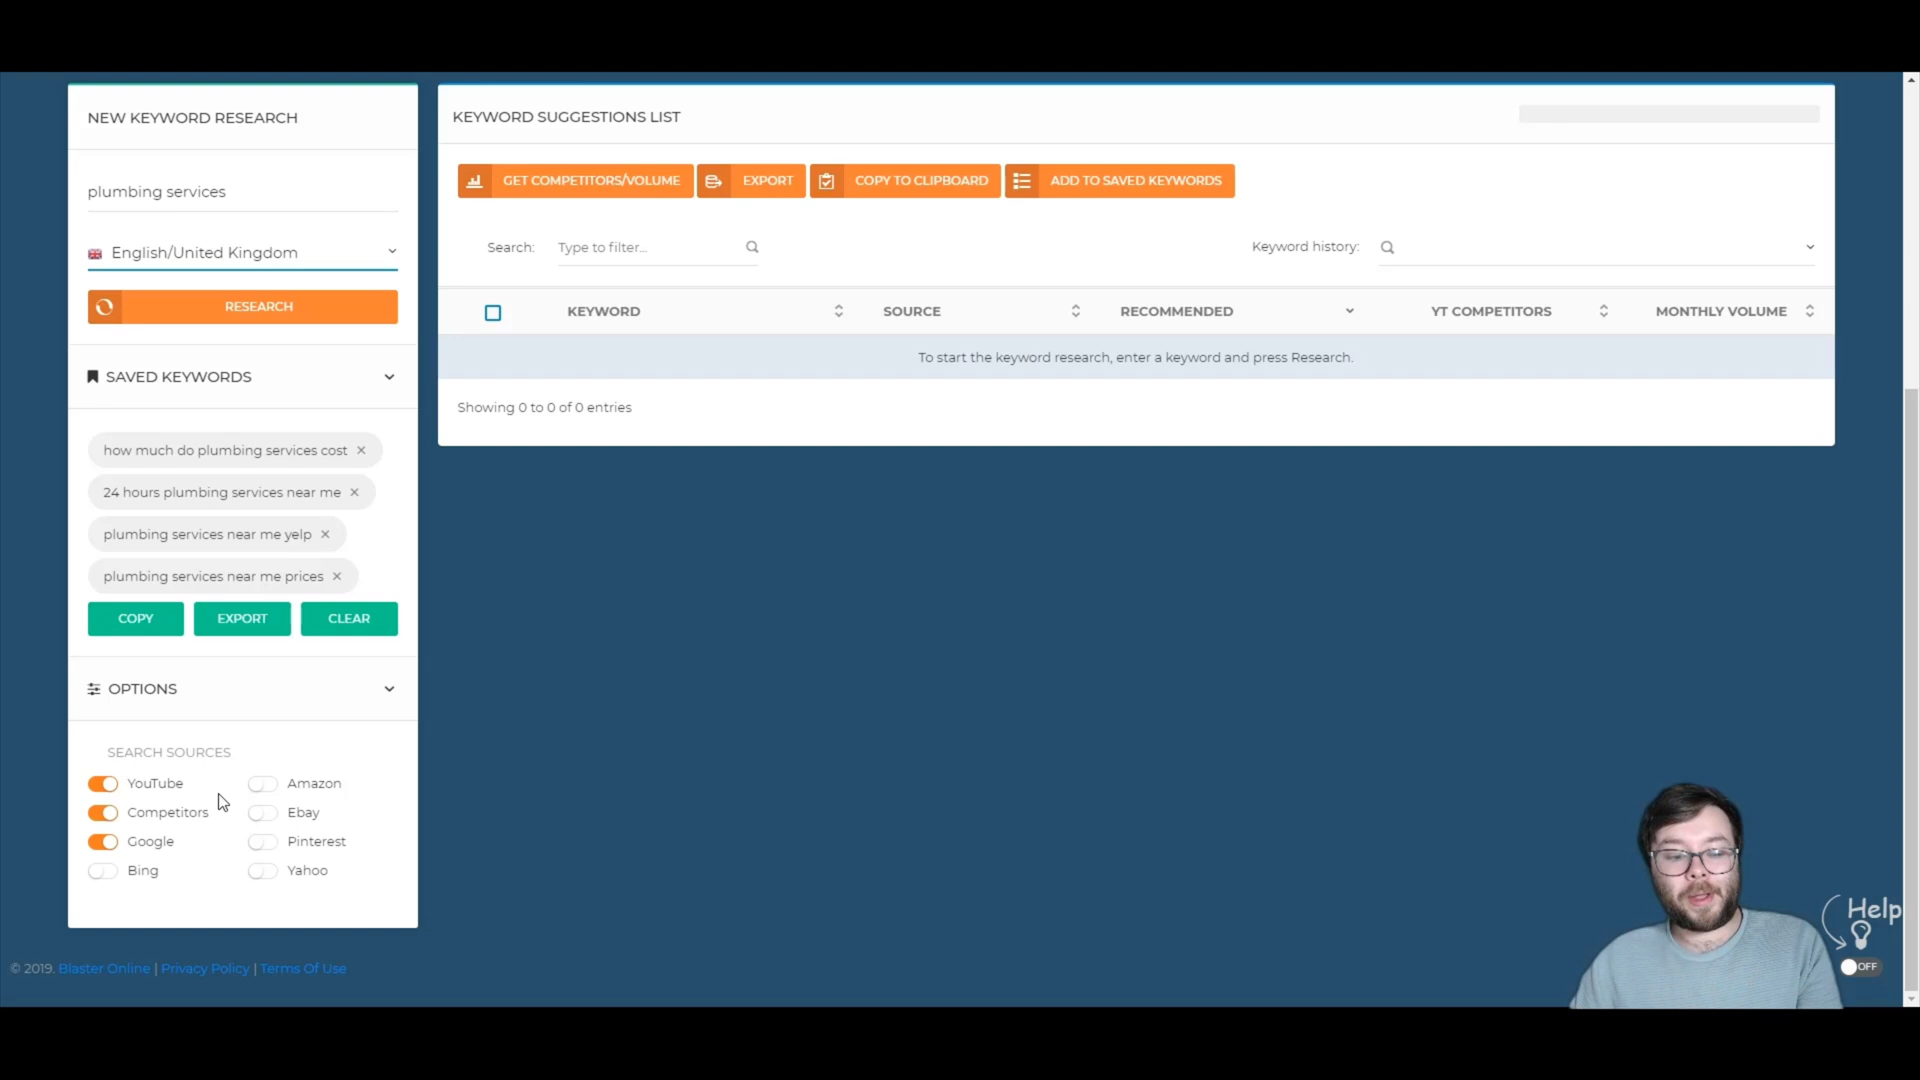 NEW KEYWORD RESEARCH
plumbing services
English/United Kingdom
RESEARCH
SAVED KEYWORDS
how much do plumbing services cost ×
24 hours plumbing services near me ×
plumbing services near me yelp ×
plumbing services near me prices ×
COPY EXPORT CLEAR
OPTIONS
SEARCH SOURCES
YouTube Amazon
Competitors Ebay
Google Pinterest
Bing Yahoo
KEYWORD SUGGESTIONS LIST
GET COMPETITORS/VOLUME EXPORT COPY TO CLIPBOARD ADD TO SAVED KEYWORDS
Search: Type to filter... Keyword history:
KEYWORD SOURCE RECOMMENDED YT COMPETITORS MONTHLY VOLUME
To start the keyword research, enter a keyword and press Research.
Showing 0 to 0 of 0 entries
Help
OFF
© 2019. Blaster Online | Privacy Policy | Terms Of Use